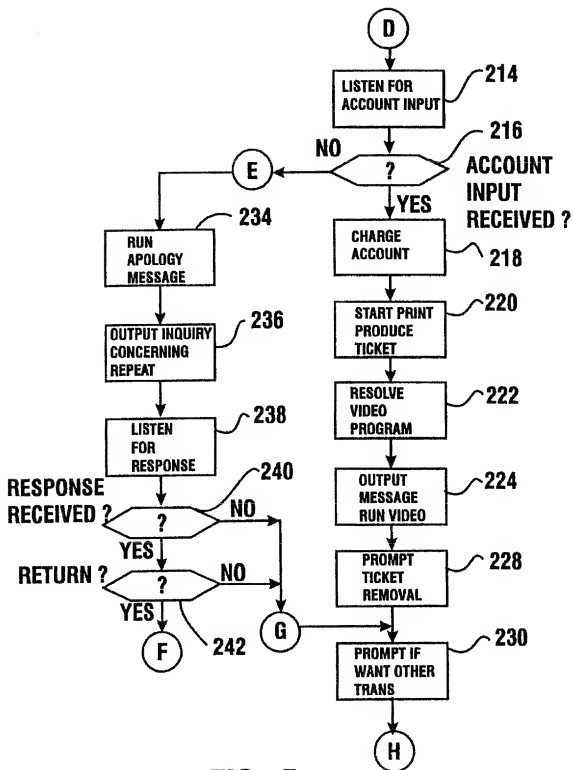 D
LISTEN FOR
ACCOUNT INPUT
214
216
NO
?
ACCOUNT
INPUT
RECEIVED ?
E
YES
234
RUN
APOLOGY
MESSAGE
CHARGE
ACCOUNT
218
236
OUTPUT INQUIRY
CONCERNING
REPEAT
START PRINT
PRODUCE
TICKET
220
238
LISTEN
FOR
RESPONSE
RESOLVE
VIDEO
PROGRAM
222
RESPONSE
RECEIVED ?
240
?
NO
YES
OUTPUT
MESSAGE
RUN VIDEO
224
RETURN ?
?
NO
YES
242
PROMPT
TICKET
REMOVAL
228
F
G
PROMPT IF
WANT OTHER
TRANS
230
H